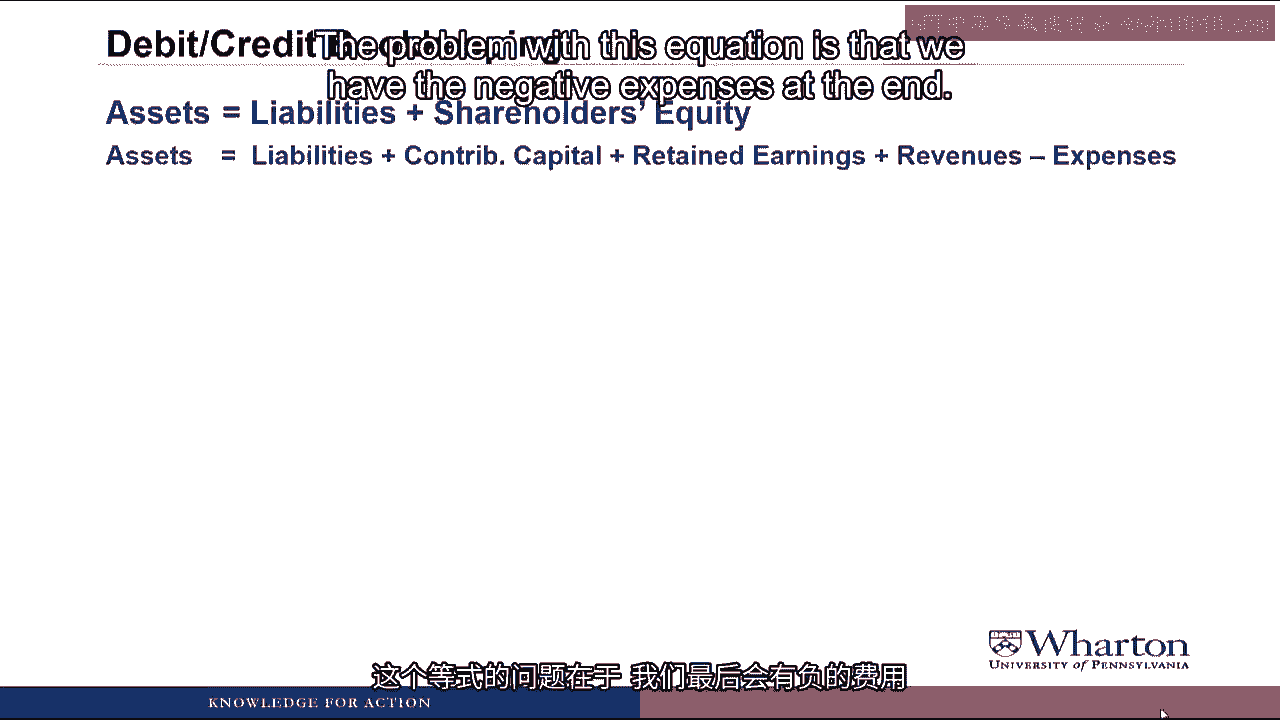 Debit/Credit
The problem with this equation is that we
have the negative expenses at the end.
Assets = Liabilities + Shareholders' Equity
Assets = Liabilities + Contrib. Capital + Retained Earnings + Revenues – Expenses
Wharton
UNIVERSITY of PENNSYLVANIA
这个等式的问题在于 我们最后会有负的费用
KNOWLEDGE FOR ACTION